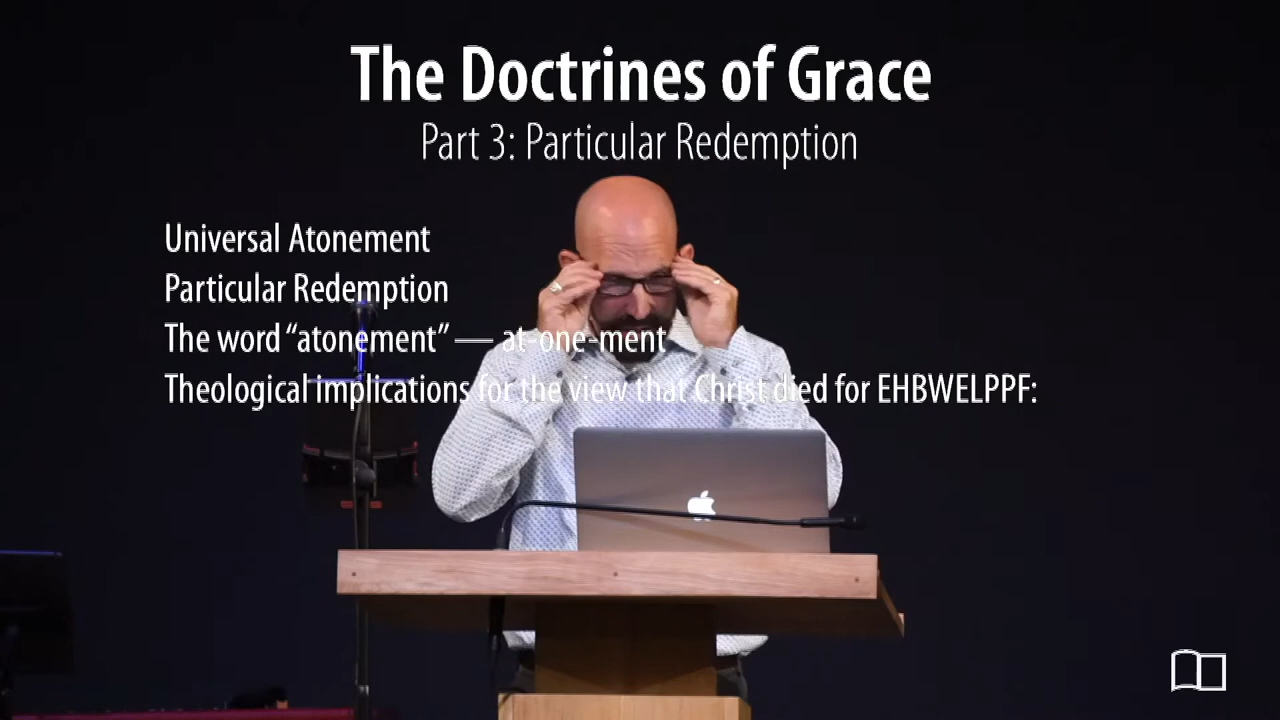 The Doctrines of Grace
Part 3: Particular Redemption
Universal Atonement
Particular Redemption
The word “atonement” — at-one-ment
Theological implications for the view that Christ died for EHBWELPPF: